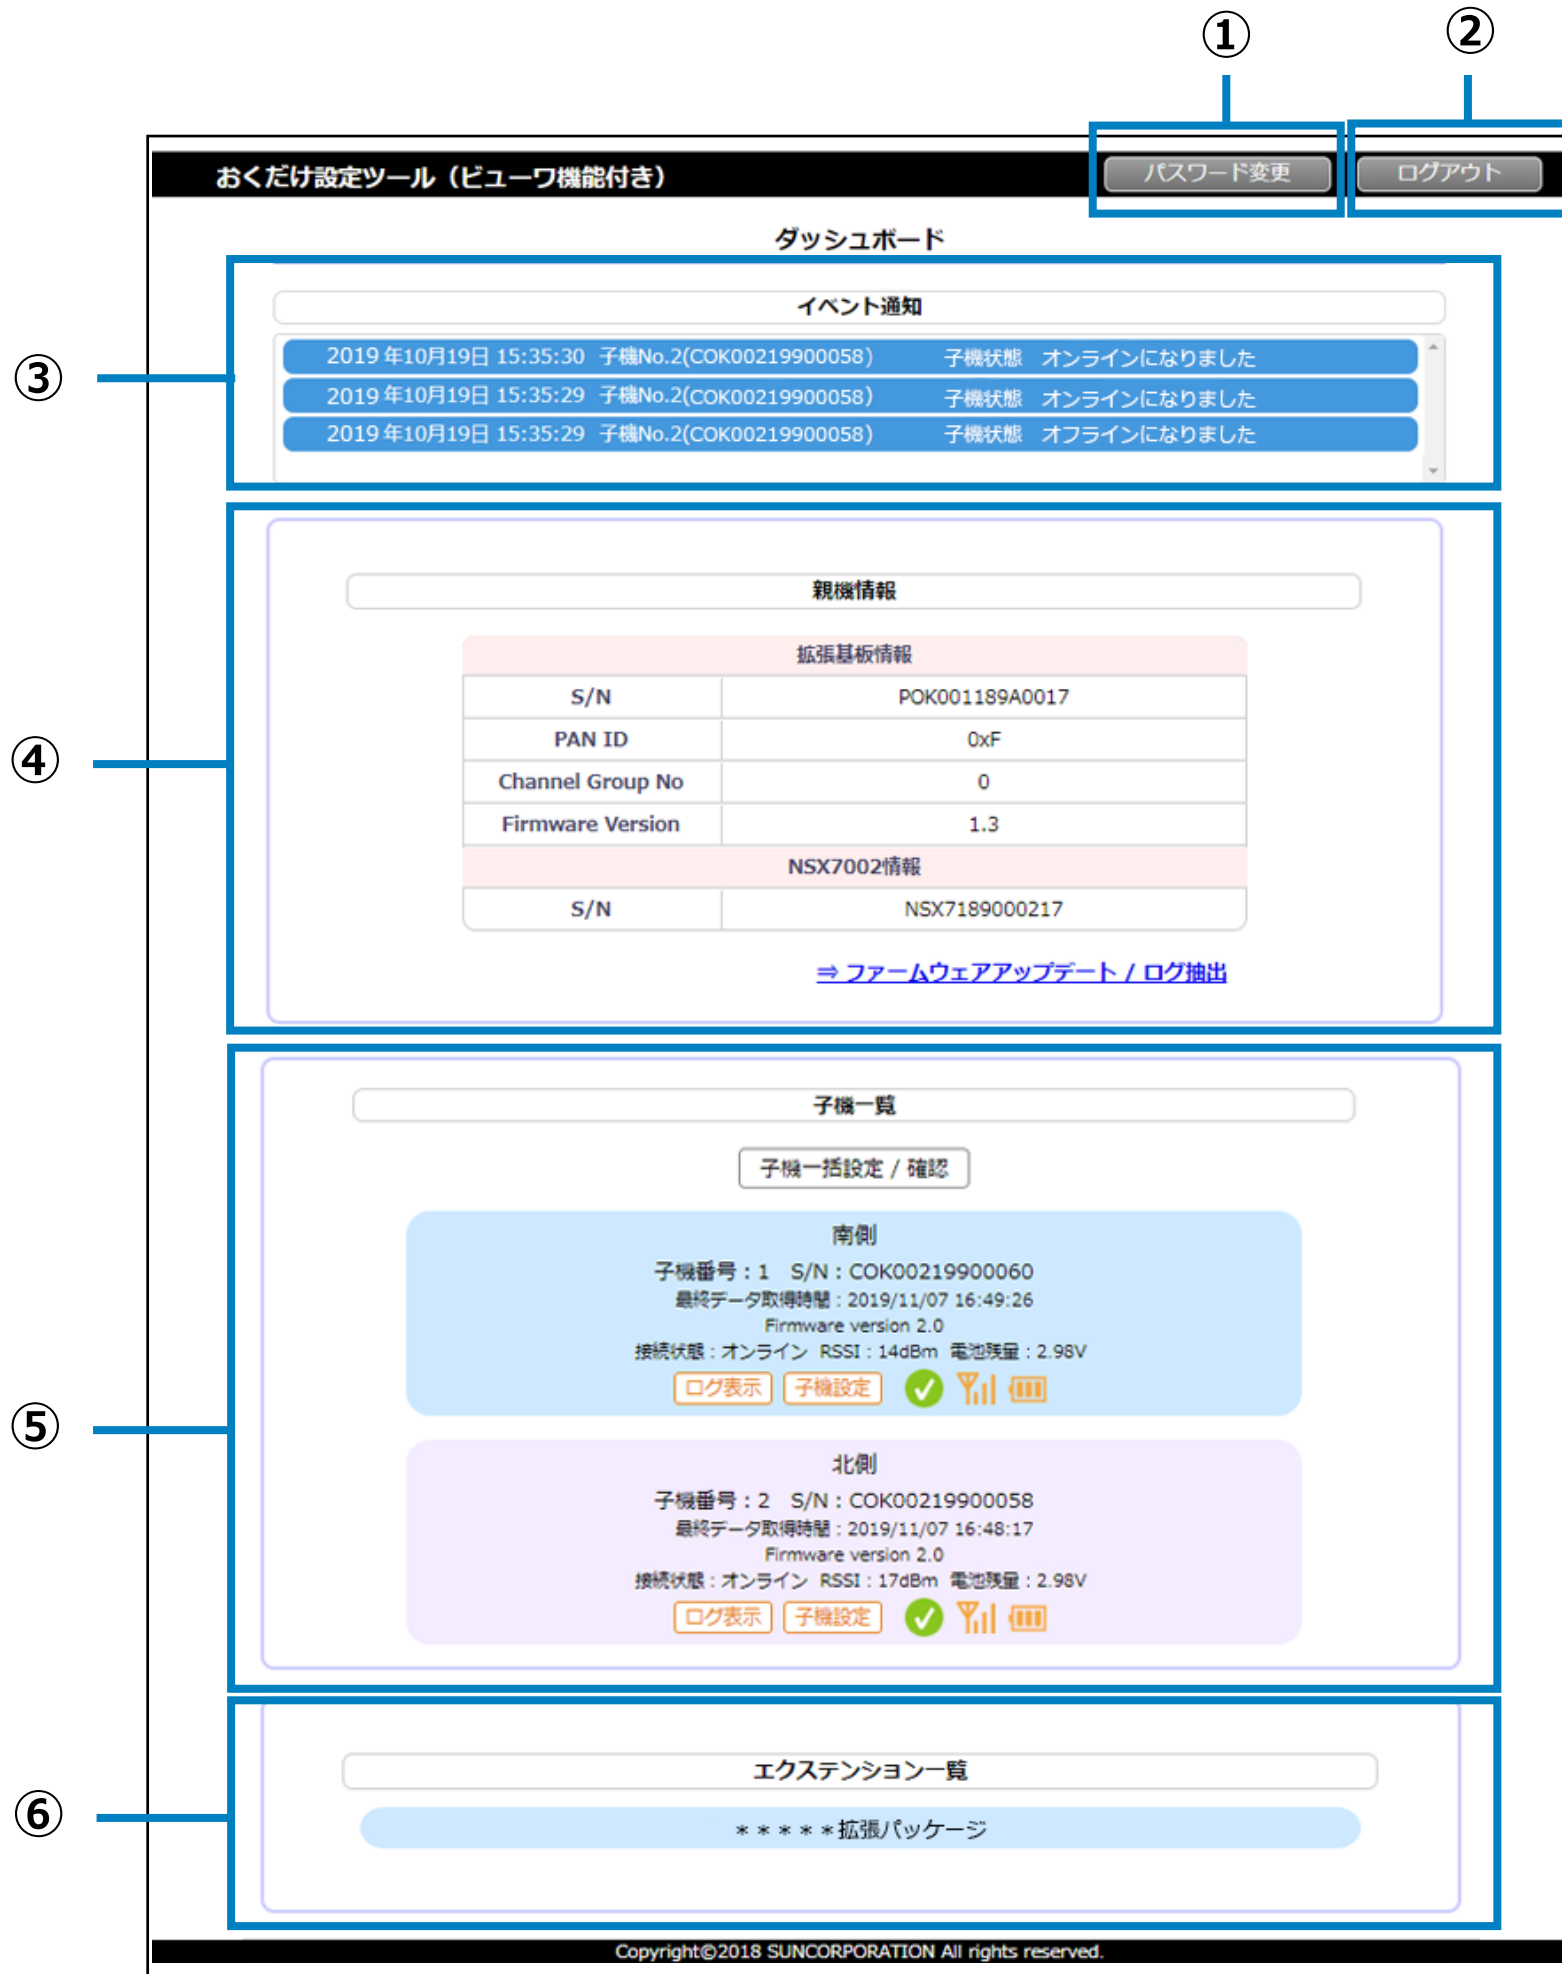 ① ②
おくだけ設定ツール（ビューワ機能付き） パスワード変更 ログアウト
ダッシュボード
イベント通知
③
2019年10月19日 15:35:30 子機No.2(COK00219900058) 子機状態 オンラインになりました
2019年10月19日 15:35:29 子機No.2(COK00219900058) 子機状態 オンラインになりました
2019年10月19日 15:35:29 子機No.2(COK00219900058) 子機状態 オフラインになりました
④
親機情報
拡張基板情報
S/N POK001189A0017
PAN ID 0xF
Channel Group No 0
Firmware Version 1.3
NSX7002情報
S/N NSX7189000217
⇒ ファームウェアアップデート / ログ抽出
⑤
子機一覧
子機一括設定 / 確認
南側
子機番号：1 S/N：COK00219900060
最終データ取得時間：2019/11/07 16:49:26
Firmware version 2.0
接続状態：オンライン RSSI：14dBm 電池残量：2.98V
ログ表示 子機設定
北側
子機番号：2 S/N：COK00219900058
最終データ取得時間：2019/11/07 16:48:17
Firmware version 2.0
接続状態：オンライン RSSI：17dBm 電池残量：2.98V
ログ表示 子機設定
⑥
エクステンション一覧
＊＊＊＊＊拡張パッケージ
Copyright©2018 SUNCORPORATION All rights reserved.